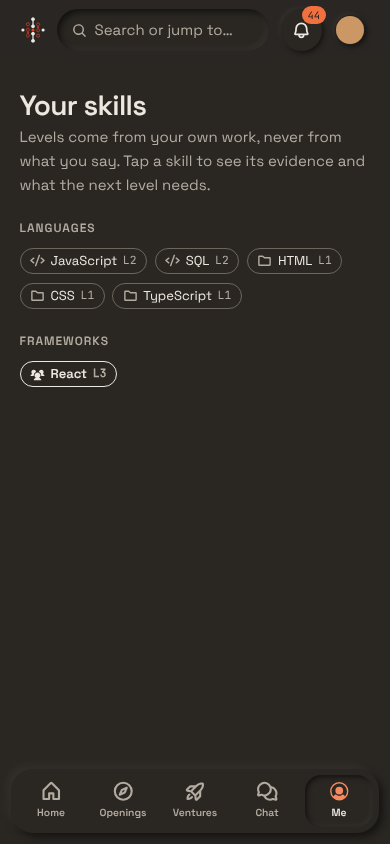 Search or jump to...
44
Your skills
Levels come from your own work, never from
what you say. Tap a skill to see its evidence and
what the next level needs.
LANGUAGES
JavaScript L2
SQL L2
HTML L1
CSS L1
TypeScript L1
FRAMEWORKS
React L3
Home
Openings
Ventures
Chat
Me